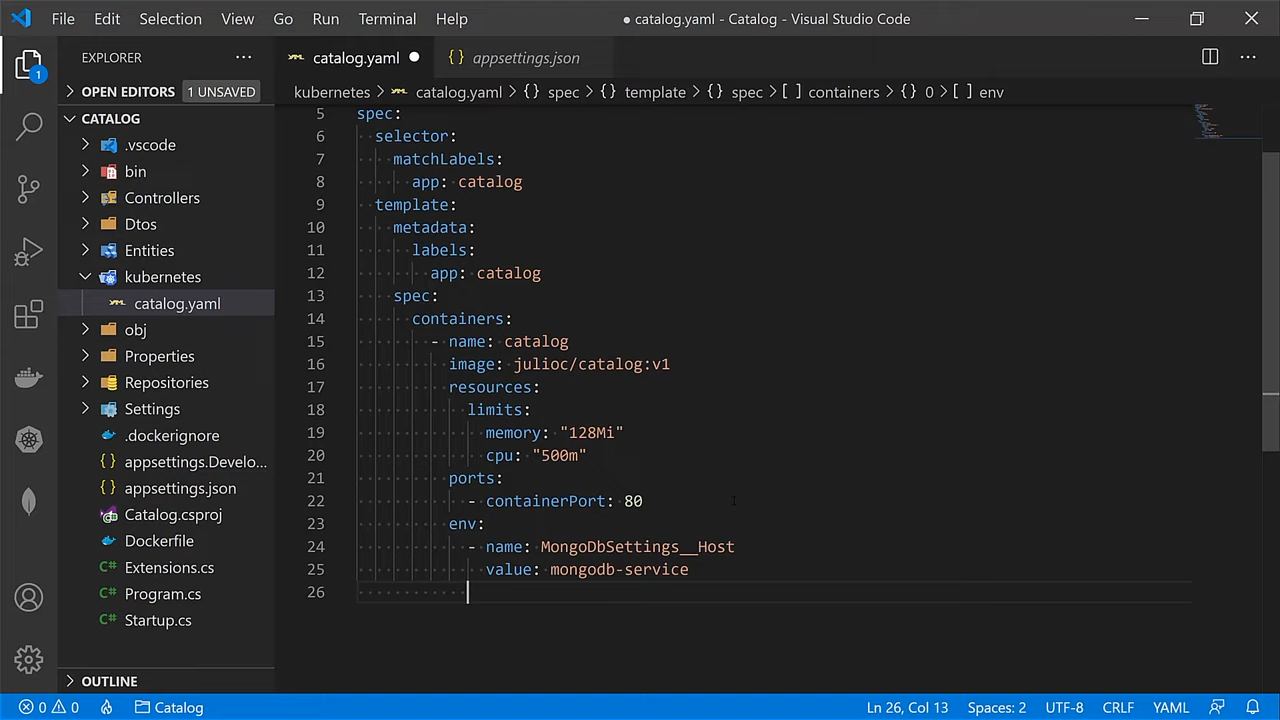 File Edit Selection View Go Run Terminal Help ● catalog.yaml - Catalog - Visual Studio Code
EXPLORER ···
catalog.yaml ●
{} appsettings.json
OPEN EDITORS 1 UNSAVED
kubernetes > catalog.yaml > {} spec > {} template > {} spec > [ ] containers > {} 0 > [ ] env
CATALOG
.vscode
bin
Controllers
Dtos
Entities
kubernetes
catalog.yaml
obj
Properties
Repositories
Settings
.dockerignore
{} appsettings.Develo...
{} appsettings.json
Catalog.csproj
Dockerfile
C# Extensions.cs
C# Program.cs
C# Startup.cs
OUTLINE
1
5 spec:
6 selector:
7 matchLabels:
8 app: catalog
9 template:
10 metadata:
11 labels:
12 app: catalog
13 spec:
14 containers:
15 - name: catalog
16 image: julioc/catalog:v1
17 resources:
18 limits:
19 memory: "128Mi"
20 cpu: "500m"
21 ports:
22 - containerPort: 80
23 env:
24 - name: MongoDbSettings__Host
25 value: mongodb-service
26
0 0 Catalog Ln 26, Col 13 Spaces: 2 UTF-8 CRLF YAML